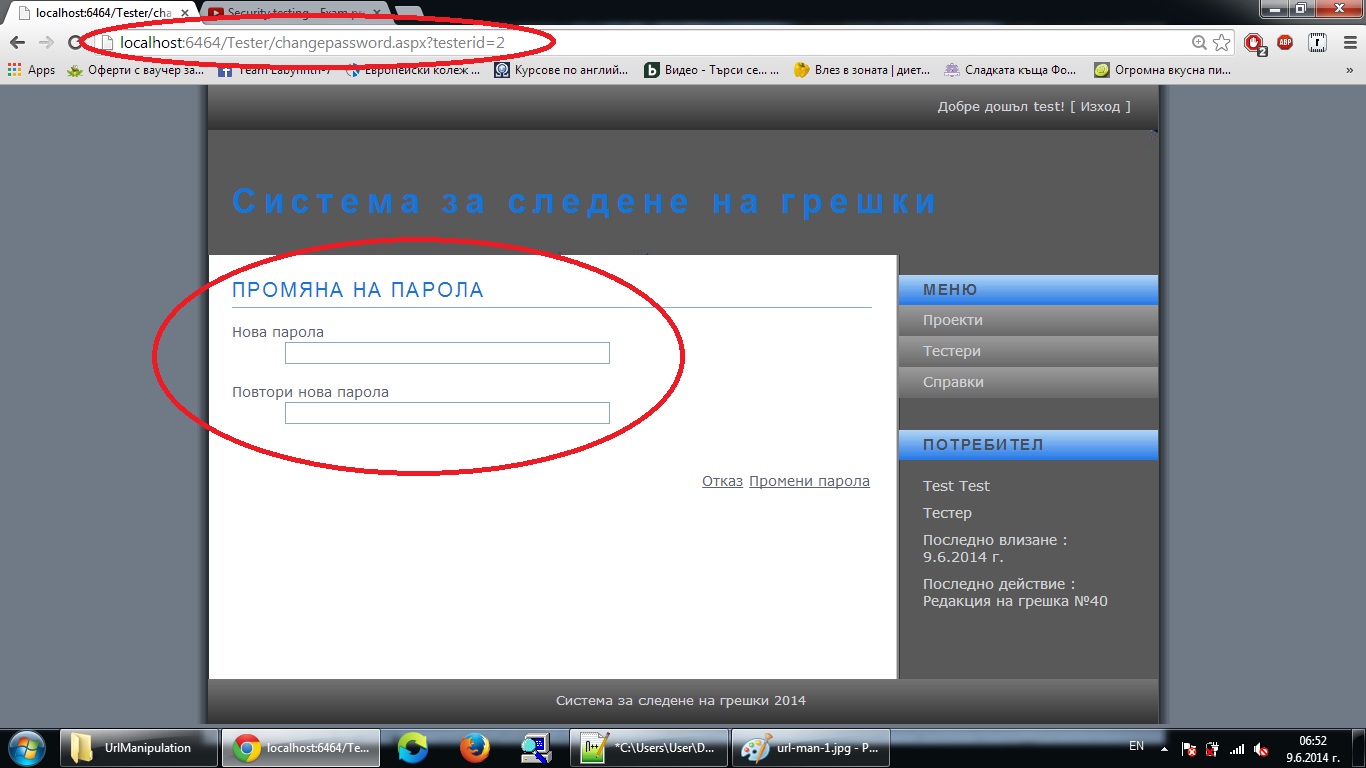 localhost:6464/Tester/cha
Security testing - Exam pr
localhost:6464/Tester/changepassword.aspx?testerid=2
2
ABP
r
Apps
Оферти с ваучер за...
Team Labyrinth-7
Европейски колеж ...
Курсове по англий...
Видео - Търси се... ...
Влез в зоната | диет...
Сладката къща Фо...
Огромна вкусна пи...
»
Добре дошъл test! [ Изход ]
Система за следене на грешки
ПРОМЯНА НА ПАРОЛА
Нова парола
Повтори нова парола
Отказ Промени парола
МЕНЮ
Проекти
Тестери
Справки
ПОТРЕБИТЕЛ
Test Test
Тестер
Последно влизане :
9.6.2014 г.
Последно действие :
Редакция на грешка №40
Система за следене на грешки 2014
UrlManipulation
localhost:6464/Te...
*C:\Users\User\D...
url-man-1.jpg - P...
EN
06:52
9.6.2014 г.